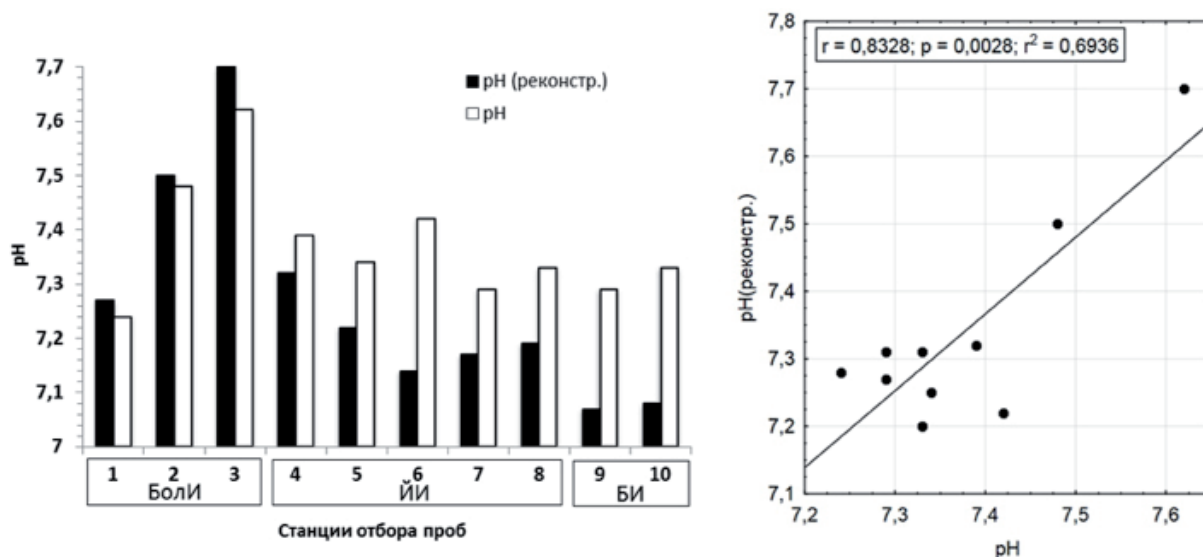 7,7
7,6
7,5
7,4
7,3
7,2
7,1
7
pH
pH (реконстр.)
pH
1 2 3 4 5 6 7 8 9 10
БолИ ЙИ БИ
Станции отбора проб
7,8
7,7
7,6
7,5
7,4
7,3
7,2
7,1
pH(реконстр.)
r = 0,8328; p = 0,0028; r² = 0,6936
7,2 7,3 7,4 7,5 7,6
pH